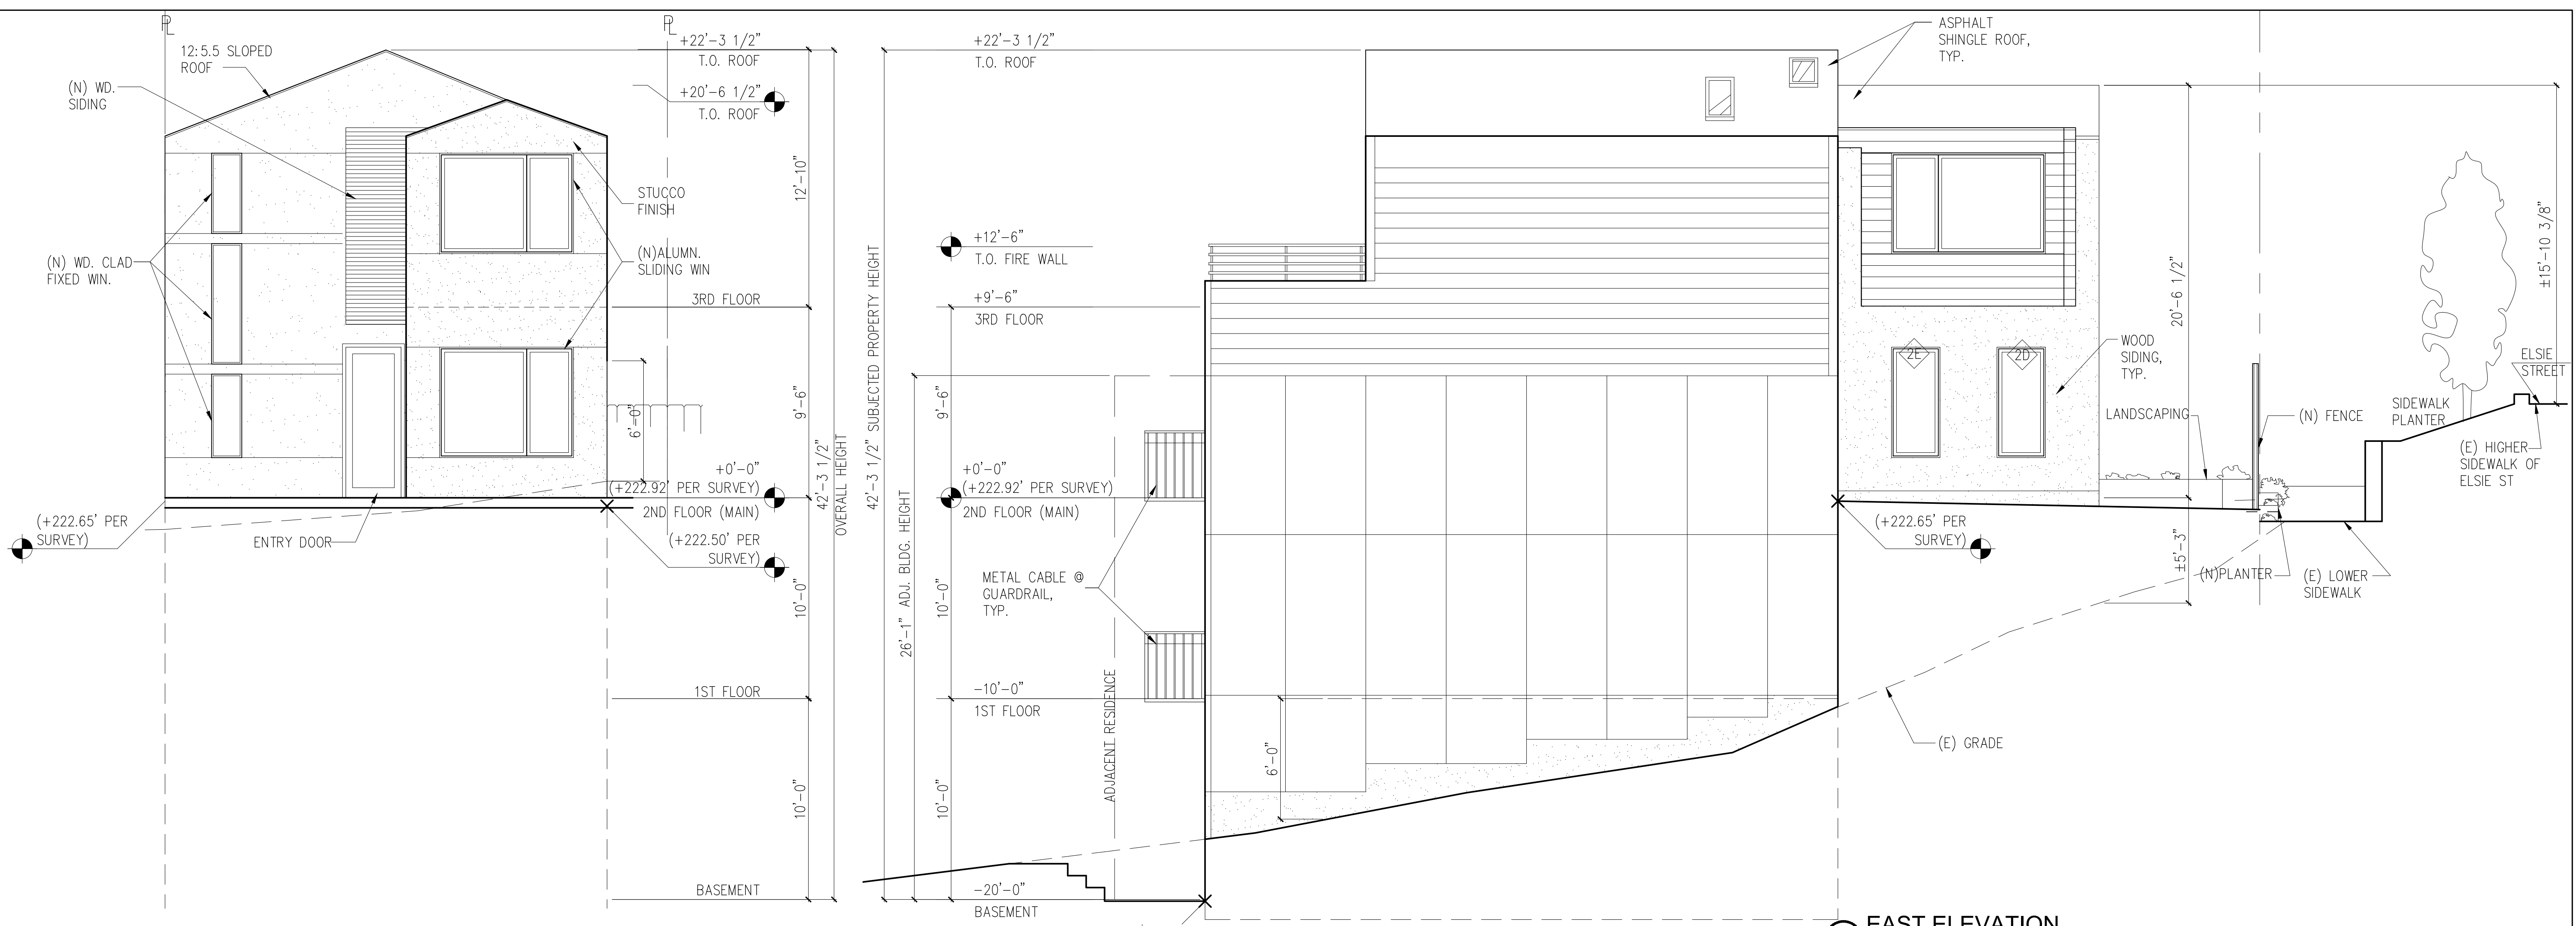 PL
PL
12:5.5 SLOPED
ROOF
(N) WD.
SIDING
(N) WD. CLAD
FIXED WIN.
(+222.65' PER
SURVEY)
ENTRY DOOR
STUCCO
FINISH
(N)ALUMN.
SLIDING WIN
+22'-3 1/2"
T.O. ROOF
+20'-6 1/2"
T.O. ROOF
3RD FLOOR
6'-0"
+0'-0"
(+222.92' PER SURVEY)
2ND FLOOR (MAIN)
(+222.50' PER
SURVEY)
1ST FLOOR
BASEMENT
12'-10"
9'-6"
10'-0"
10'-0"
42'-3 1/2"
OVERALL HEIGHT
42'-3 1/2" SUBJECTED PROPERTY HEIGHT
26'-1" ADJ. BLDG. HEIGHT
9'-6"
10'-0"
10'-0"
+22'-3 1/2"
T.O. ROOF
+12'-6"
T.O. FIRE WALL
+9'-6"
3RD FLOOR
+0'-0"
(+222.92' PER SURVEY)
2ND FLOOR (MAIN)
METAL CABLE @
GUARDRAIL,
TYP.
-10'-0"
1ST FLOOR
-20'-0"
BASEMENT
ADJACENT RESIDENCE
6'-0"
ASPHALT
SHINGLE ROOF,
TYP.
2E
2D
WOOD
SIDING,
TYP.
20'-6 1/2"
±5'-3"
±15'-10 3/8"
LANDSCAPING
(N) FENCE
SIDEWALK
PLANTER
ELSIE
STREET
(E) HIGHER
SIDEWALK OF
ELSIE ST
(+222.65' PER
SURVEY)
(N)PLANTER
(E) LOWER
SIDEWALK
(E) GRADE
EAST ELEVATION